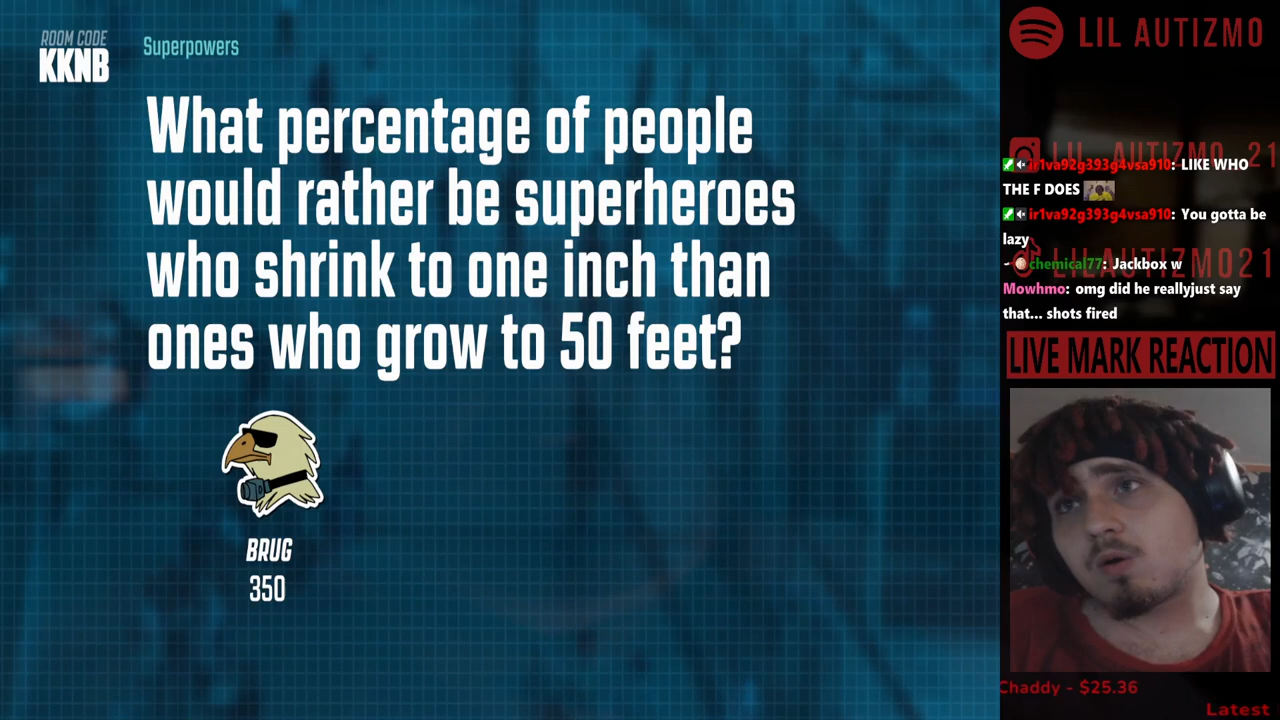 ROOM CODE
KKNB
Superpowers
What percentage of people
would rather be superheroes
who shrink to one inch than
ones who grow to 50 feet?
BRUG
350
LIL AUTIZMO
LIL_AUTIZMO_21
ir1va92g393g4vsa910: LIKE WHO
THE F DOES
ir1va92g393g4vsa910: You gotta be
lazy
LILAUTIZMO21
chemical77: Jackbox w
Mowhmo: omg did he reallyjust say
that... shots fired
LIVE MARK REACTION
Chaddy - $25.36
Latest